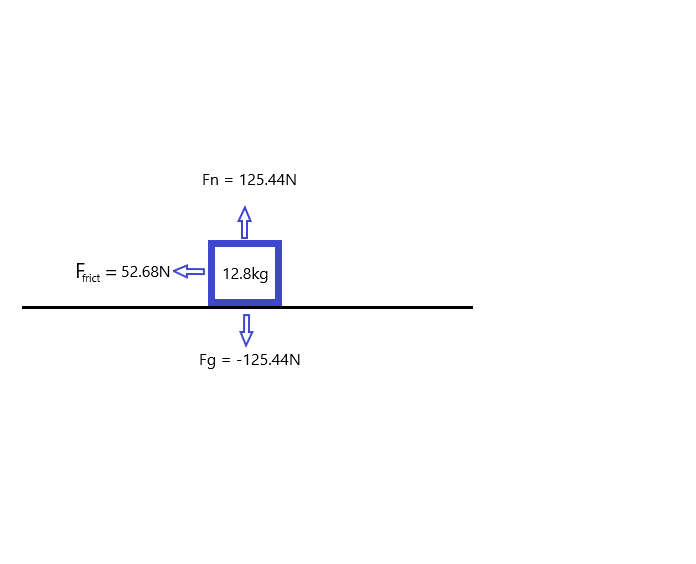 Fn = 125.44N
Ffrict = 52.68N
12.8kg
Fg = -125.44N